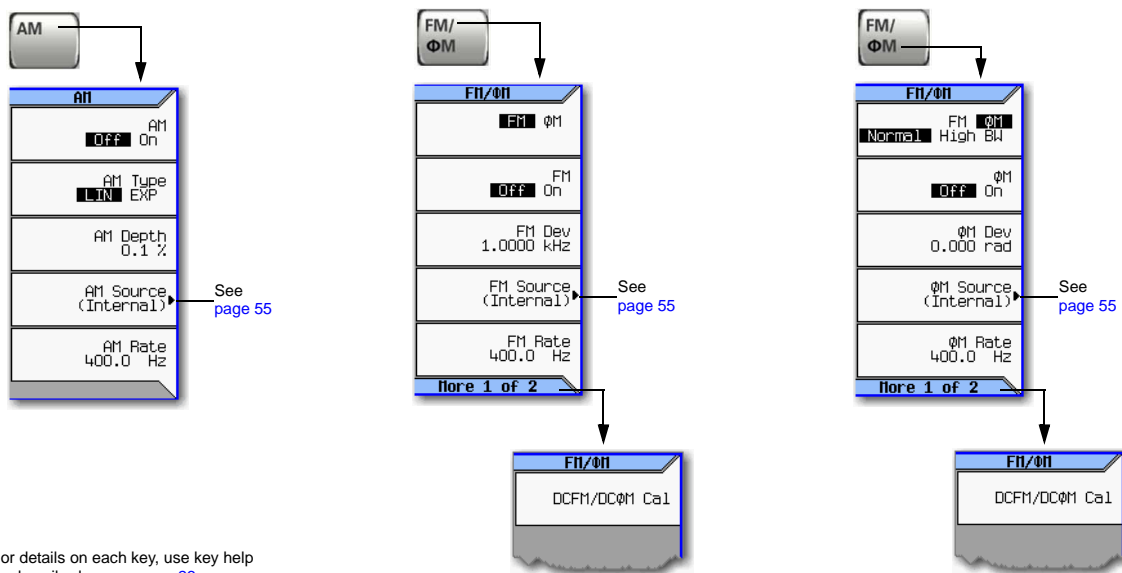 AM
AM
AM
Off On
AM Type
LIN EXP
AM Depth
0.1 %
AM Source
(Internal)
See
page 55
AM Rate
400.0 Hz
FM/
ΦM
FM/ΦM
FM ϕM
FM
Off On
FM Dev
1.0000 kHz
FM Source
(Internal)
See
page 55
FM Rate
400.0 Hz
More 1 of 2
FM/ΦM
DCFM/DCϕM Cal
FM/
ΦM
FM/ΦM
FM ϕM
Normal High BW
ϕM
Off On
ϕM Dev
0.000 rad
ϕM Source
(Internal)
See
page 55
ϕM Rate
400.0 Hz
More 1 of 2
FM/ΦM
DCFM/DCϕM Cal
or details on each key, use key help